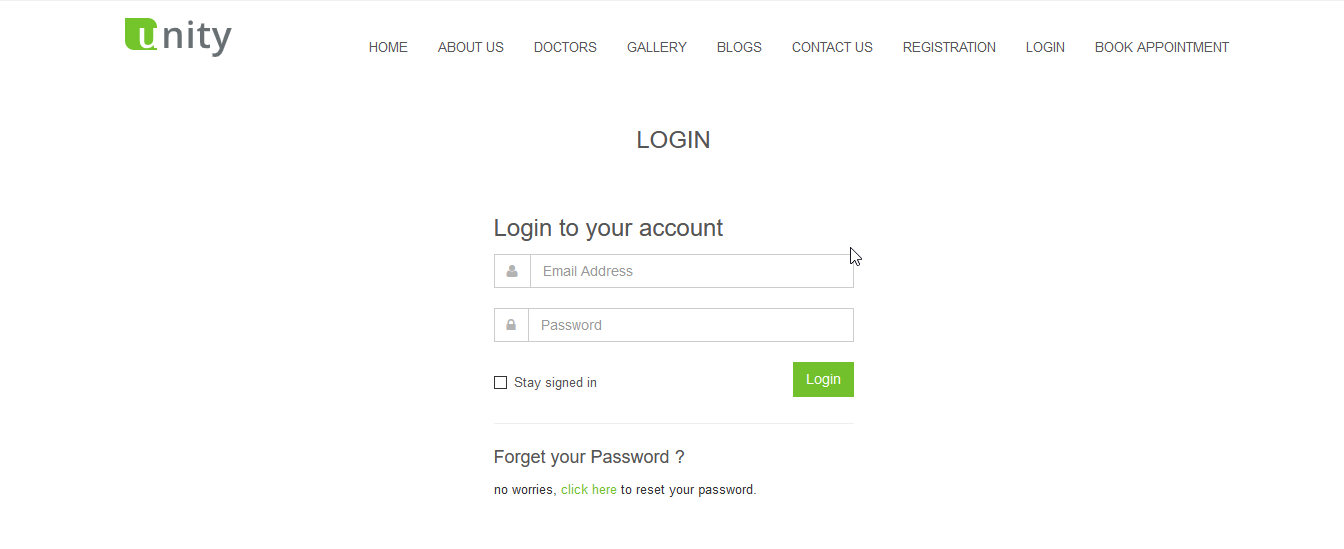 unity
HOME ABOUT US DOCTORS GALLERY BLOGS CONTACT US REGISTRATION LOGIN BOOK APPOINTMENT
LOGIN
Login to your account
Email Address
Password
Stay signed in Login
Forget your Password ?
no worries, click here to reset your password.